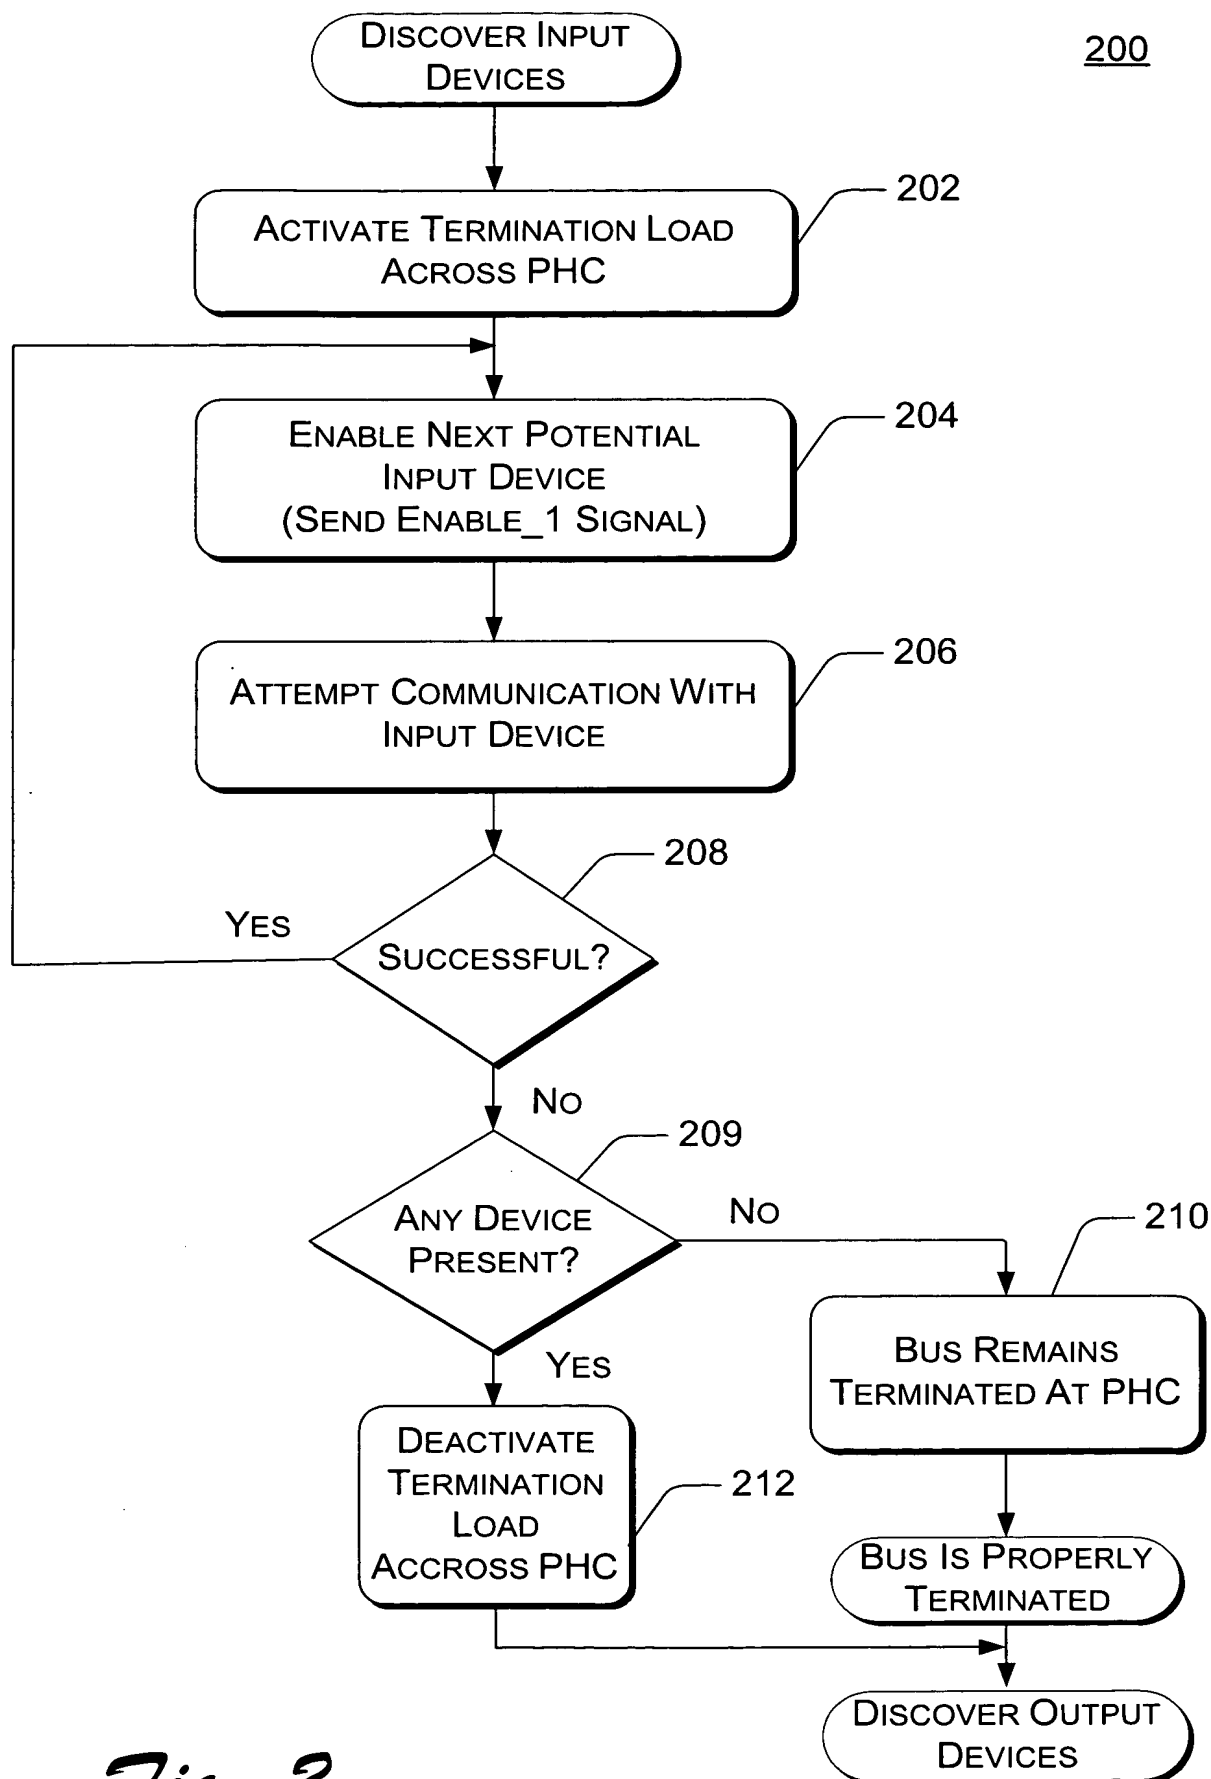 DISCOVER INPUT
DEVICES
200
202
ACTIVATE TERMINATION LOAD
ACROSS PHC
204
ENABLE NEXT POTENTIAL
INPUT DEVICE
(SEND ENABLE_1 SIGNAL)
206
ATTEMPT COMMUNICATION WITH
INPUT DEVICE
208
YES
SUCCESSFUL?
NO
209
ANY DEVICE
PRESENT?
NO
210
BUS REMAINS
TERMINATED AT PHC
YES
DEACTIVATE
TERMINATION
LOAD
ACCROSS PHC
212
BUS IS PROPERLY
TERMINATED
DISCOVER OUTPUT
DEVICES